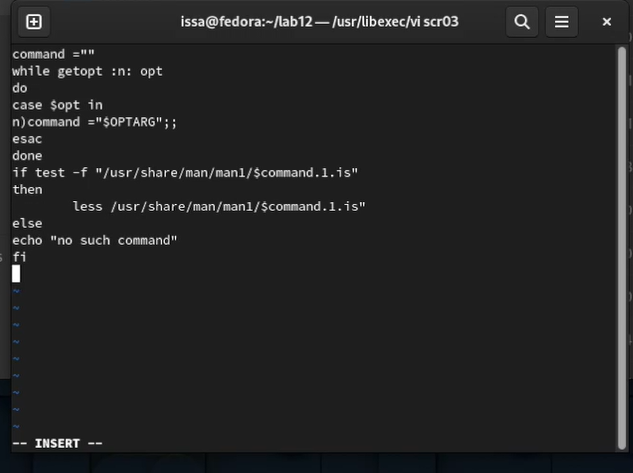 issa@fedora:~/lab12 — /usr/libexec/vi scr03
command =""
while getopt :n: opt
do
case $opt in
n)command ="$OPTARG";;
esac
done
if test -f "/usr/share/man/man1/$command.1.is"
then
        less /usr/share/man/man1/$command.1.is"
else
echo "no such command"
fi
~
~
~
~
~
~
~
~
~
-- INSERT --